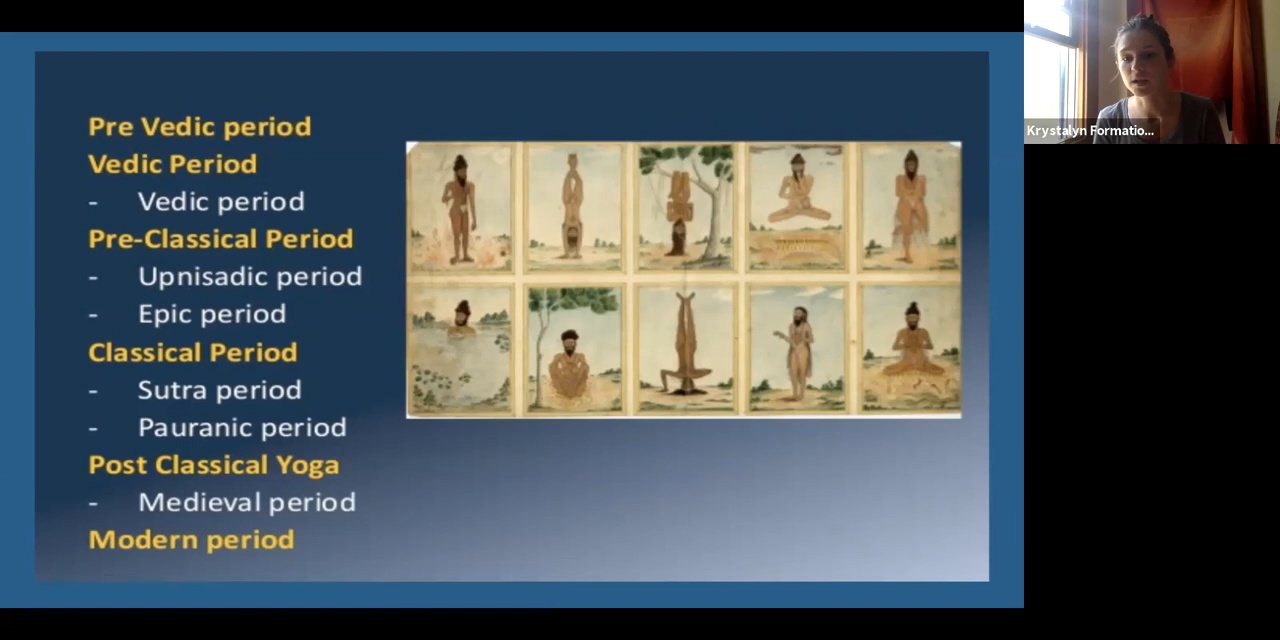 Pre Vedic period
Vedic Period
- Vedic period
Pre-Classical Period
- Upnisadic period
- Epic period
Classical Period
- Sutra period
- Pauranic period
Post Classical Yoga
- Medieval period
Modern period
Krystalyn Formatio...